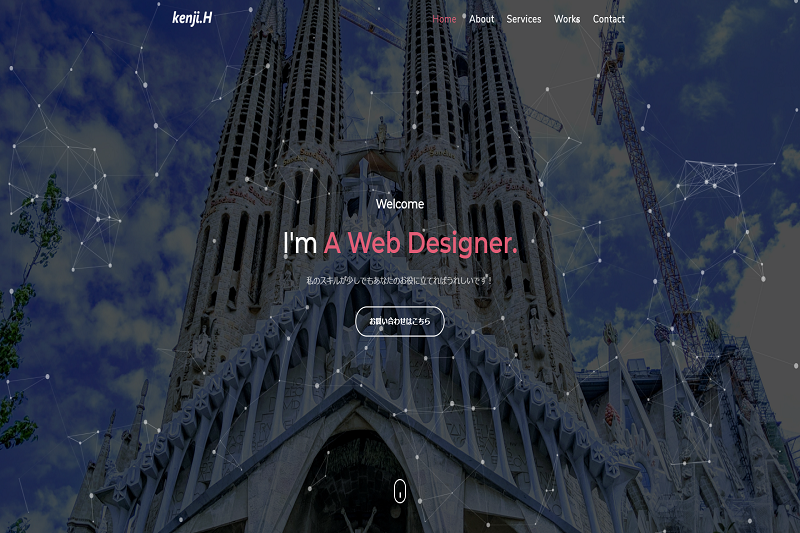 kenji.H
Home About Services Works Contact
Welcome
I'm A Web Designer.
私のスキルが少しでもあなたのお役に立てればうれしいです！
お問い合わせはこちら